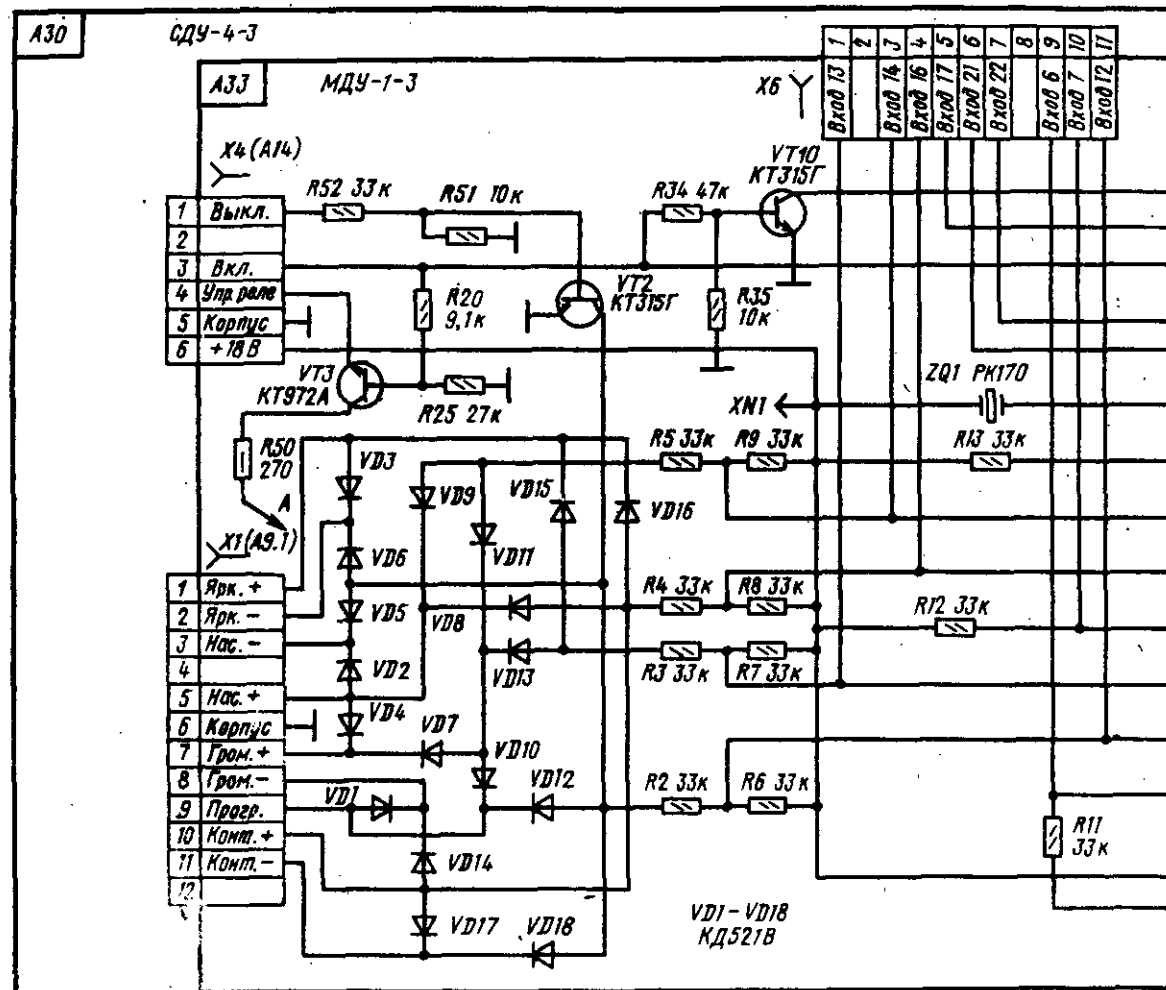 А30
СДУ-4-3
А33
МДУ-1-3
X6
1 2 3 4 5 6 7 8 9 10 11
Вход 13
Вход 14
Вход 16
Вход 17
Вход 21
Вход 22
Вход 6
Вход 7
Вход 12
X4 (A14)
1 Выкл.
2
3 Вкл.
4 Упр. реле
5 Корпус
6 +18 В
R52 33к
R51 10к
R34 47к
VT10
КТ315Г
VT2
КТ315Г
R20
9,1к
R35
10к
VT3
КТ972А
R25 27к
ZQ1 РК170
XN1
R50
270
А
VD3
VD9
VD15
VD16
R5 33к
R9 33к
R13 33к
X1 (A9.1)
VD6
VD11
1 Ярк. +
2 Ярк. −
3 Нас. −
4
5 Нас. +
6 Корпус
7 Гром. +
8 Гром. −
9 Прогр.
10 Конт. +
11 Конт. −
12
VD5
VD8
R4 33к
R8 33к
R12 33к
VD2
VD13
R3 33к
R7 33к
VD4
VD7
VD10
VD12
R2 33к
R6 33к
VD1
R11
33к
VD14
VD17
VD18
VD1 − VD18
КД521В